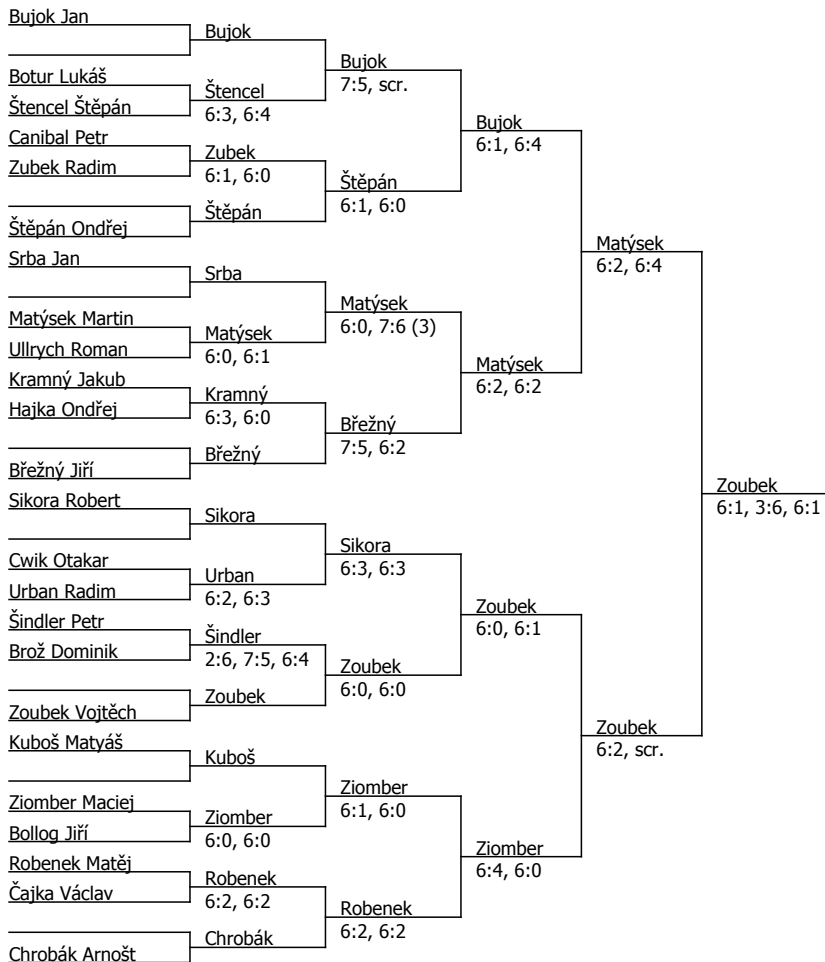 Bujok Jan
Botur Lukáš
Štencel Štěpán
Canibal Petr
Zubek Radim
Štěpán Ondřej
Srba Jan
Matýsek Martin
Ullrych Roman
Kramný Jakub
Hajka Ondřej
Břežný Jiří
Sikora Robert
Cwik Otakar
Urban Radim
Šindler Petr
Brož Dominik
Zoubek Vojtěch
Kuboš Matyáš
Ziomber Maciej
Bollog Jiří
Robenek Matěj
Čajka Václav
Chrobák Arnošt
Bujok
Štencel
6:3, 6:4
Zubek
6:1, 6:0
Štěpán
Srba
Matýsek
6:0, 6:1
Kramný
6:3, 6:0
Břežný
Sikora
Urban
6:2, 6:3
Šindler
2:6, 7:5, 6:4
Zoubek
Kuboš
Ziomber
6:0, 6:0
Robenek
6:2, 6:2
Chrobák
Bujok
7:5, scr.
Štěpán
6:1, 6:0
Matýsek
6:0, 7:6 (3)
Břežný
7:5, 6:2
Sikora
6:3, 6:3
Zoubek
6:0, 6:0
Ziomber
6:1, 6:0
Robenek
6:2, 6:2
Bujok
6:1, 6:4
Matýsek
6:2, 6:2
Zoubek
6:0, 6:1
Ziomber
6:4, 6:0
Matýsek
6:2, 6:4
Zoubek
6:2, scr.
Zoubek
6:1, 3:6, 6:1